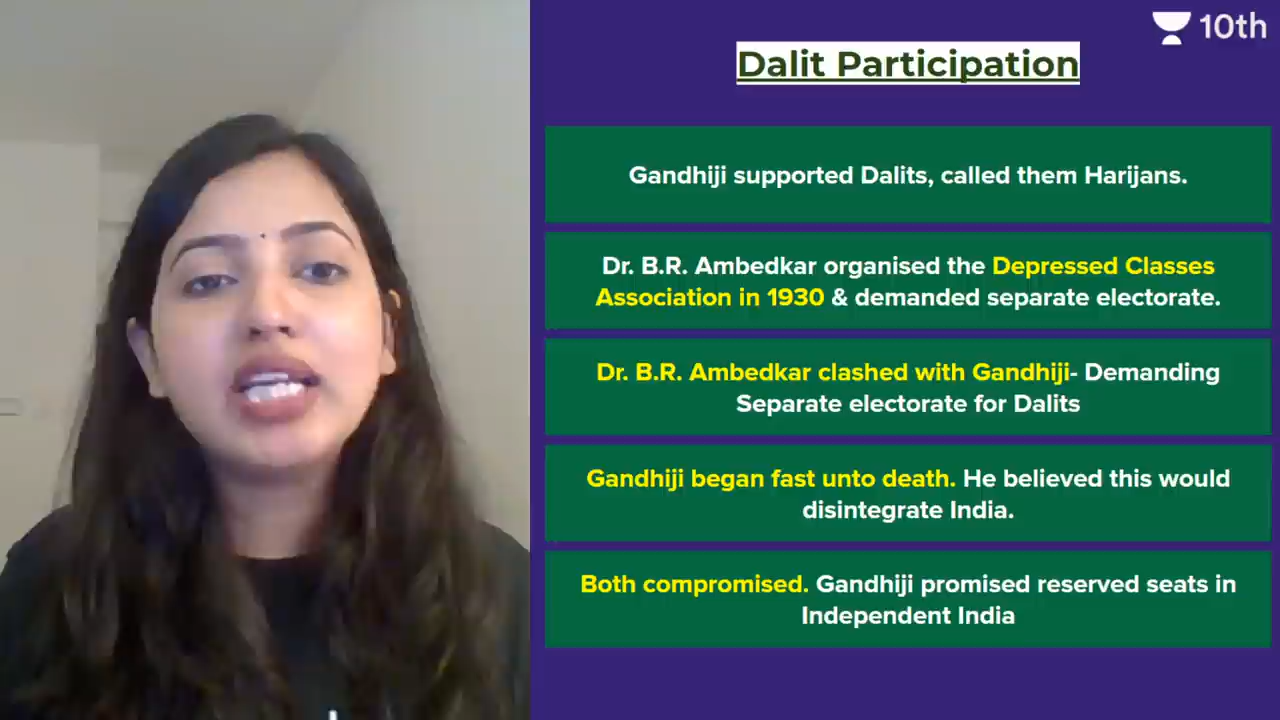 10th
Dalit Participation
Gandhiji supported Dalits, called them Harijans.
Dr. B.R. Ambedkar organised the Depressed Classes
Association in 1930 & demanded separate electorate.
Dr. B.R. Ambedkar clashed with Gandhiji- Demanding
Separate electorate for Dalits
Gandhiji began fast unto death. He believed this would
disintegrate India.
Both compromised. Gandhiji promised reserved seats in
Independent India